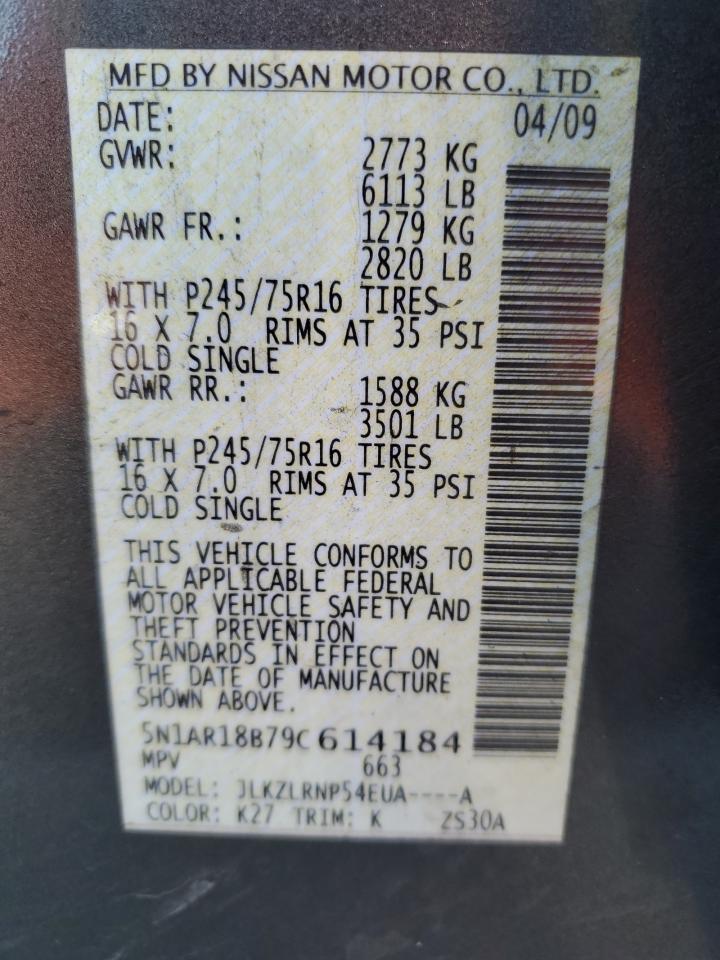 MFD BY NISSAN MOTOR CO., LTD.
DATE: 04/09
GVWR: 2773 KG
6113 LB
GAWR FR.: 1279 KG
2820 LB
WITH P245/75R16 TIRES
16 X 7.0 RIMS AT 35 PSI
COLD SINGLE
GAWR RR.: 1588 KG
3501 LB
WITH P245/75R16 TIRES
16 X 7.0 RIMS AT 35 PSI
COLD SINGLE
THIS VEHICLE CONFORMS TO
ALL APPLICABLE FEDERAL
MOTOR VEHICLE SAFETY AND
THEFT PREVENTION
STANDARDS IN EFFECT ON
THE DATE OF MANUFACTURE
SHOWN ABOVE.
5N1AR18B79C614184
MPV 663
MODEL: JLKZLRNP54EUA----A
COLOR: K27 TRIM: K ZS30A